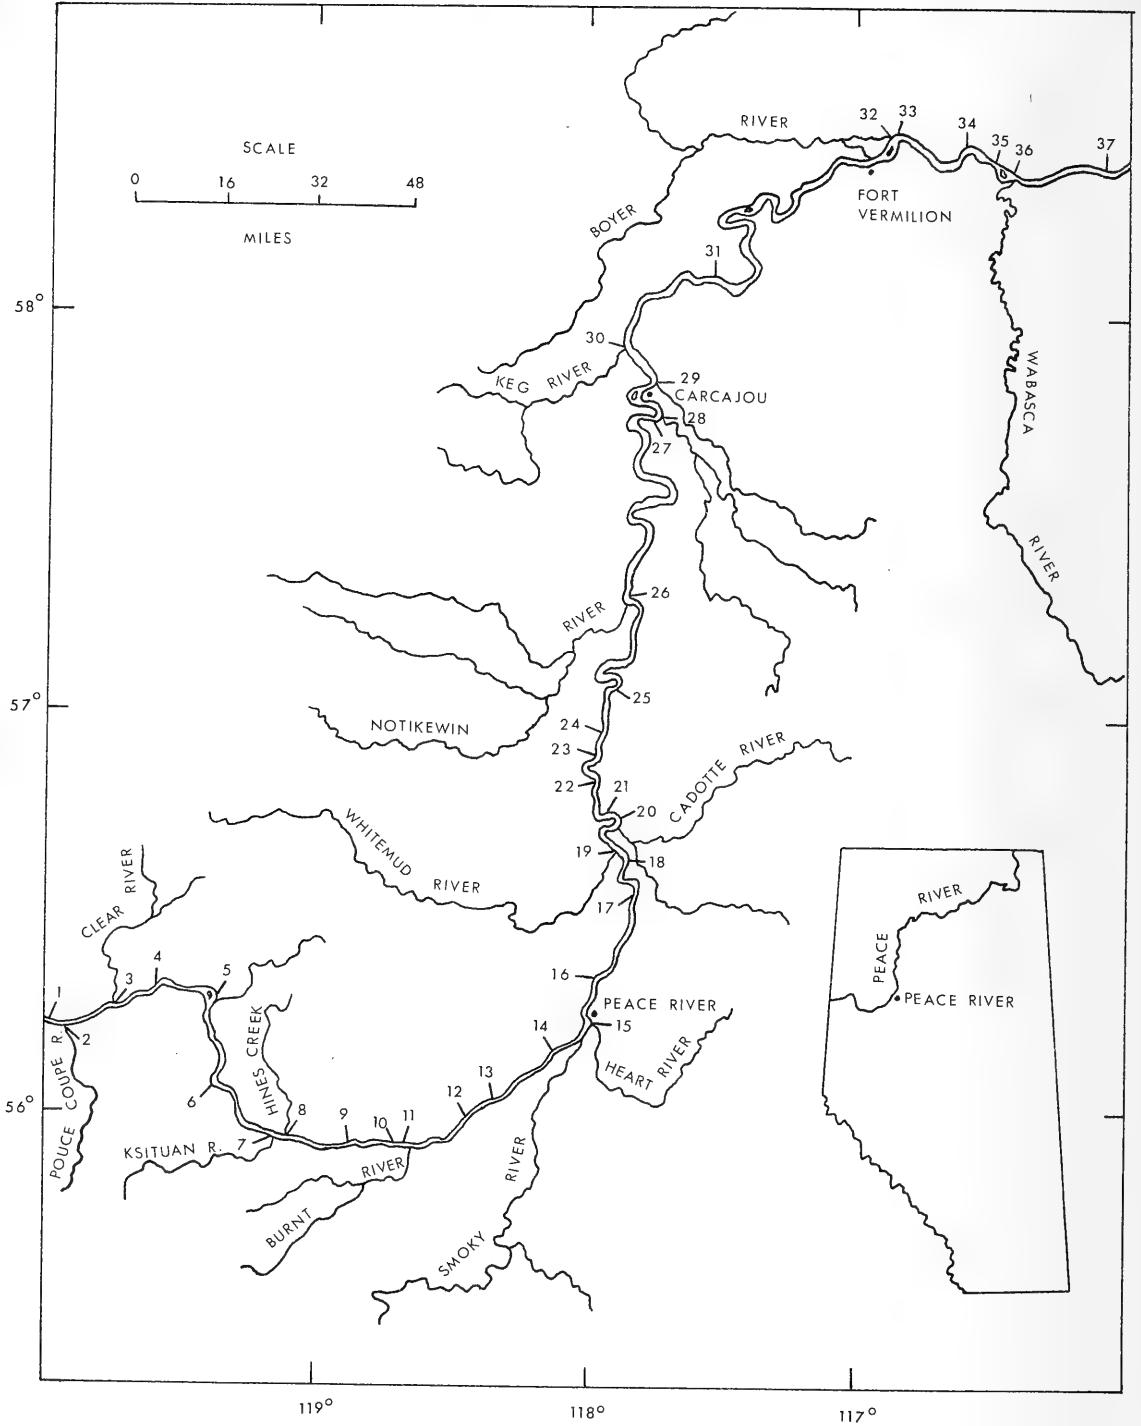 SCALE
0 16 32 48
MILES
RIVER
32
33
34
35
36
37
FORT
VERMILION
BOYER
31
58°
30
KEG RIVER
29
CARCAJOU
28
27
WABASCA
RIVER
26
RIVER
57°
25
NOTIKEWIN
24
23
22
21
20
CADOTTE RIVER
19
18
WHITEMUD
RIVER
17
CLEAR RIVER
1
2
3
4
5
16
PEACE RIVER
15
14
HEART RIVER
POUCE COUPE R.
HINES CREEK
6
56°
7
8
9
10
11
12
13
KSITUAN R.
RIVER
BURNT
RIVER
SMOKY
RIVER
PEACE
PEACE RIVER
119°
118°
117°